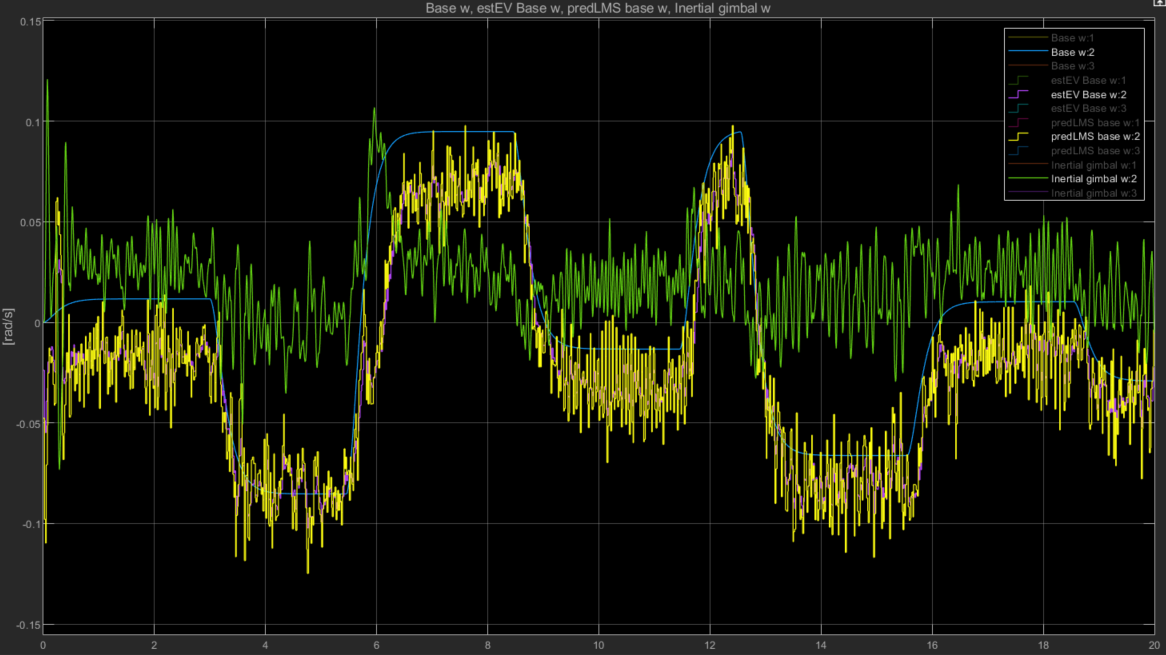 Base w, estEV Base w, predLMS base w, Inertial gimbal w
0.15
0.1
0.05
0
-0.05
-0.1
-0.15
[rad/s]
Base w:1
Base w:2
Base w:3
estEV Base w:1
estEV Base w:2
estEV Base w:3
predLMS base w:1
predLMS base w:2
predLMS base w:3
Inertial gimbal w:1
Inertial gimbal w:2
Inertial gimbal w:3
0 2 4 6 8 10 12 14 16 18 20